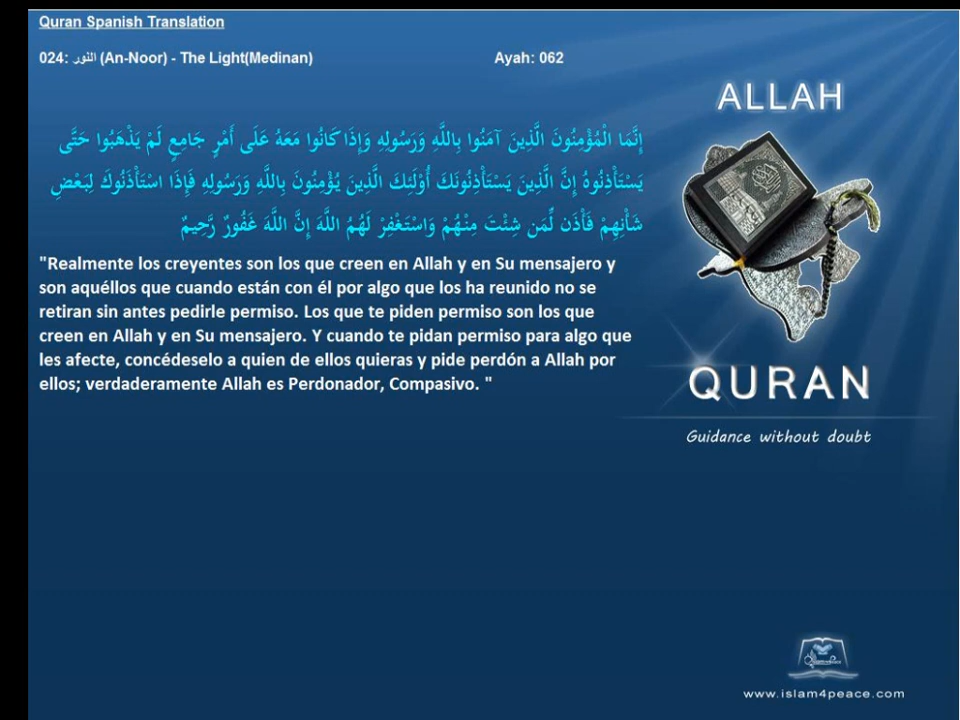 Quran Spanish Translation
024: النور (An-Noor) - The Light(Medinan) Ayah: 062
إِنَّمَا الْمُؤْمِنُونَ الَّذِينَ آمَنُوا بِاللَّهِ وَرَسُولِهِ وَإِذَا كَانُوا مَعَهُ عَلَى أَمْرٍ جَامِعٍ لَمْ يَذْهَبُوا حَتَّى
يَسْتَأْذِنُوهُ إِنَّ الَّذِينَ يَسْتَأْذِنُونَكَ أُوْلَئِكَ الَّذِينَ يُؤْمِنُونَ بِاللَّهِ وَرَسُولِهِ فَإِذَا اسْتَأْذَنُوكَ لِبَعْضِ
شَأْنِهِمْ فَأْذَن لِّمَن شِئْتَ مِنْهُمْ وَاسْتَغْفِرْ لَهُمُ اللَّهَ إِنَّ اللَّهَ غَفُورٌ رَّحِيمٌ
"Realmente los creyentes son los que creen en Allah y en Su mensajero y
son aquéllos que cuando están con él por algo que los ha reunido no se
retiran sin antes pedirle permiso. Los que te piden permiso son los que
creen en Allah y en Su mensajero. Y cuando te pidan permiso para algo que
les afecte, concédeselo a quien de ellos quieras y pide perdón a Allah por
ellos; verdaderamente Allah es Perdonador, Compasivo. "
ALLAH
QURAN
Guidance without doubt
www.islam4peace.com